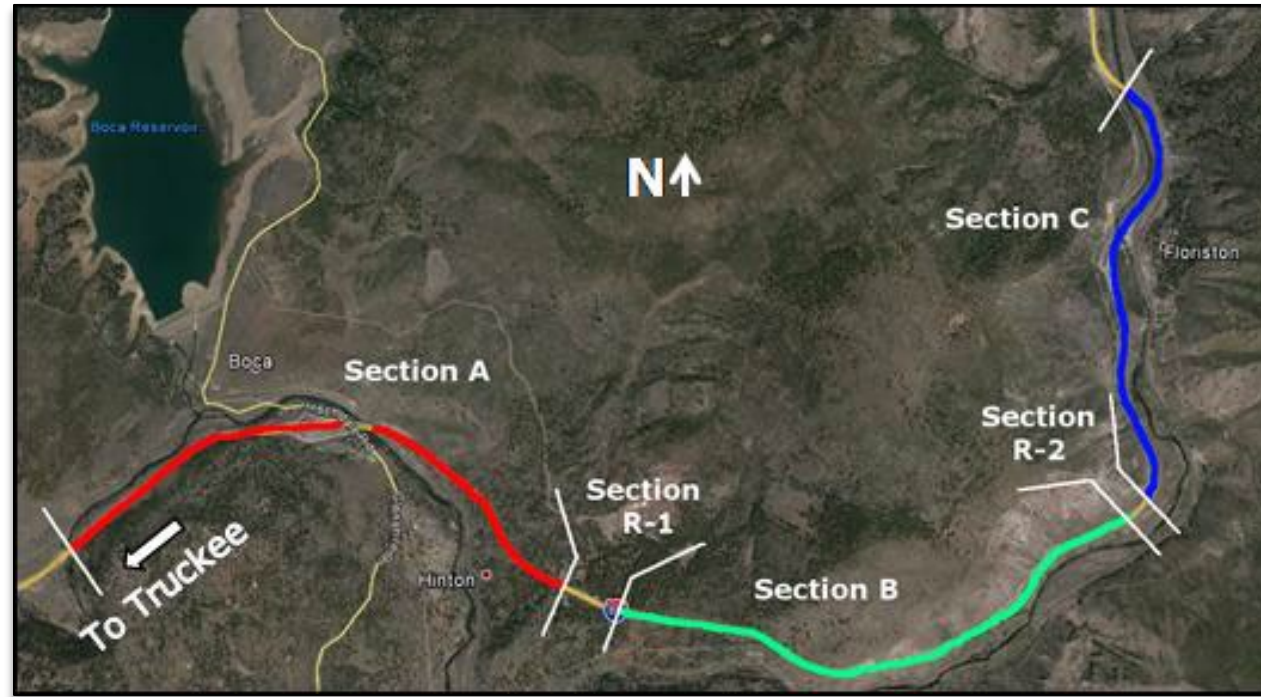 Boca Reservoir
N
Section C
Floriston
Boca
Section A
Section
R-2
Section
R-1
To Truckee
Hinton
Section B